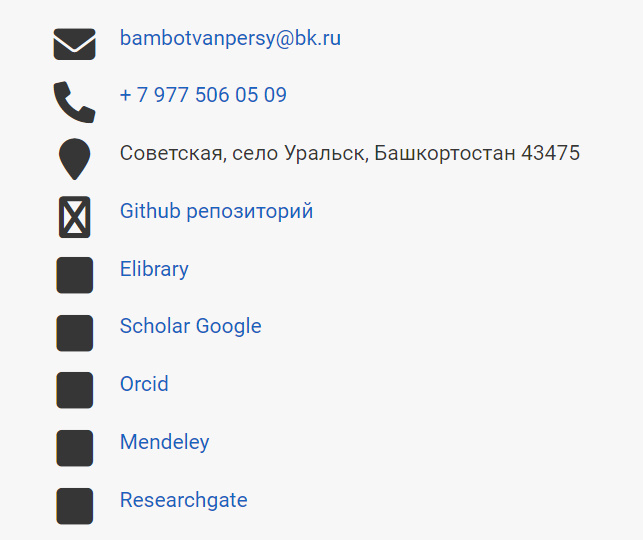 bambotvanpersy@bk.ru
+ 7 977 506 05 09
Советская, село Уральск, Башкортостан 43475
Github репозиторий
Elibrary
Scholar Google
Orcid
Mendeley
Researchgate